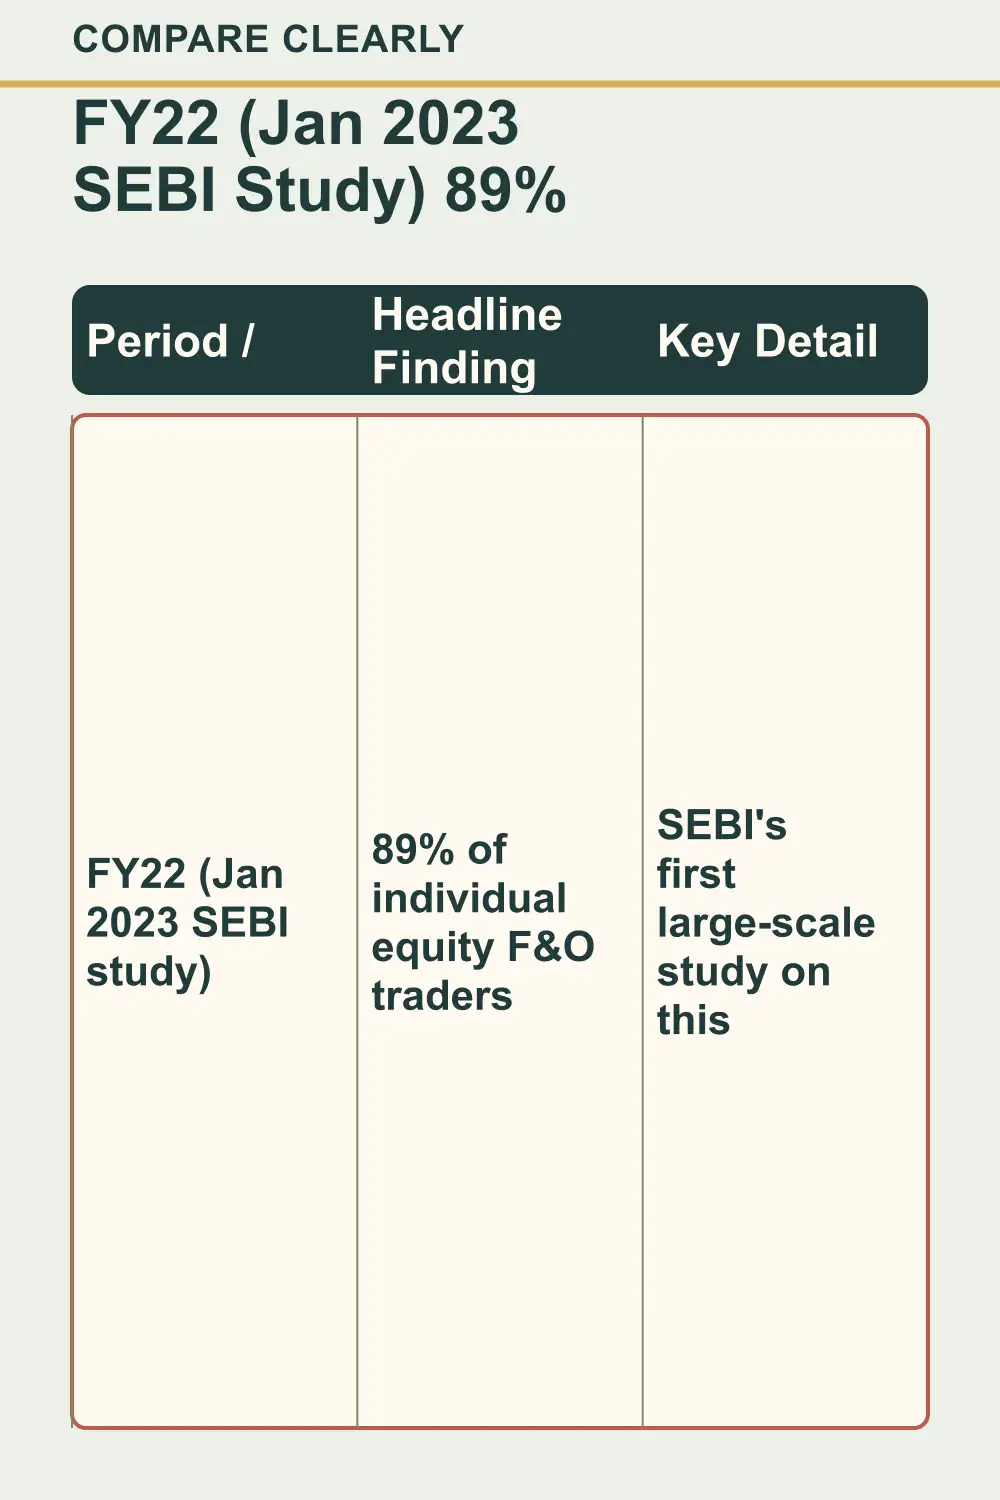 COMPARE CLEARLY
FY22 (Jan 2023
SEBI Study) 89%
Period /
Headline
Finding
Key Detail
FY22 (Jan
2023 SEBI
study)
89% of
individual
equity F&O
traders
SEBI's
first
large-scale
study on
this